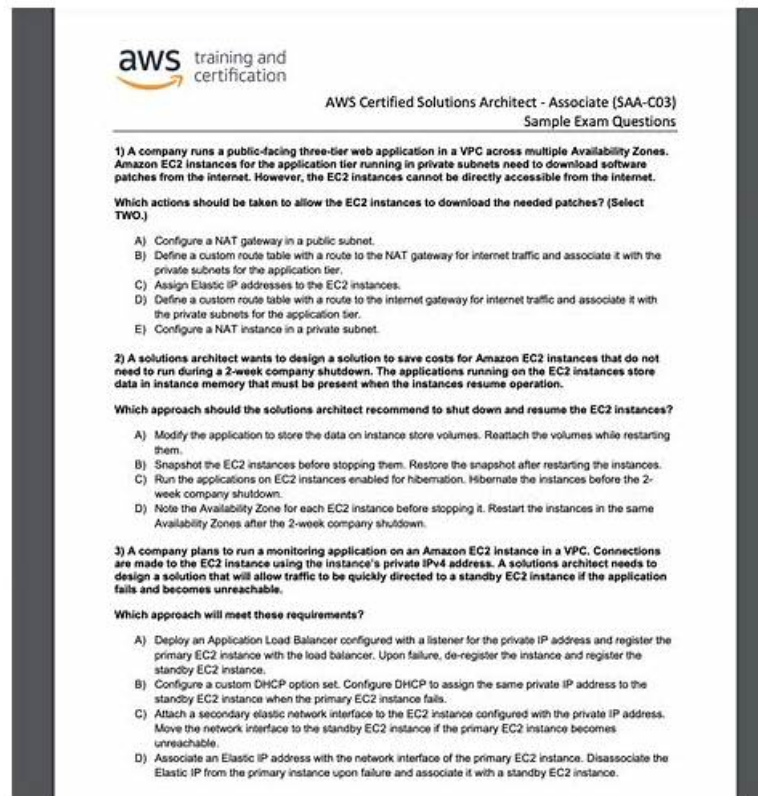 aws training and
certification
AWS Certified Solutions Architect - Associate (SAA-C03)
Sample Exam Questions
1) A company runs a public-facing three-tier web application in a VPC across multiple Availability Zones.
Amazon EC2 instances for the application tier running in private subnets need to download software
patches from the internet. However, the EC2 instances cannot be directly accessible from the internet.
Which actions should be taken to allow the EC2 instances to download the needed patches? (Select
TWO.)
A) Configure a NAT gateway in a public subnet.
B) Define a custom route table with a route to the NAT gateway for internet traffic and associate it with the
private subnets for the application tier.
C) Assign Elastic IP addresses to the EC2 instances.
D) Define a custom route table with a route to the internet gateway for internet traffic and associate it with
the private subnets for the application tier.
E) Configure a NAT instance in a private subnet.
2) A solutions architect wants to design a solution to save costs for Amazon EC2 instances that do not
need to run during a 2-week company shutdown. The applications running on the EC2 instances store
data in instance memory that must be present when the instances resume operation.
Which approach should the solutions architect recommend to shut down and resume the EC2 instances?
A) Modify the application to store the data on instance store volumes. Reattach the volumes while restarting
them.
B) Snapshot the EC2 instances before stopping them. Restore the snapshot after restarting the instances.
C) Run the applications on EC2 instances enabled for hibernation. Hibernate the instances before the 2-
week company shutdown.
D) Note the Availability Zone for each EC2 instance before stopping it. Restart the instances in the same
Availability Zones after the 2-week company shutdown.
3) A company plans to run a monitoring application on an Amazon EC2 instance in a VPC. Connections
are made to the EC2 instance using the instance's private IPv4 address. A solutions architect needs to
design a solution that will allow traffic to be quickly directed to a standby EC2 instance if the application
fails and becomes unreachable.
Which approach will meet these requirements?
A) Deploy an Application Load Balancer configured with a listener for the private IP address and register the
primary EC2 instance with the load balancer. Upon failure, de-register the instance and register the
standby EC2 instance.
B) Configure a custom DHCP option set. Configure DHCP to assign the same private IP address to the
standby EC2 instance when the primary EC2 instance fails.
C) Attach a secondary elastic network interface to the EC2 instance configured with the private IP address.
Move the network interface to the standby EC2 instance if the primary EC2 instance becomes
unreachable.
D) Associate an Elastic IP address with the network interface of the primary EC2 instance. Disassociate the
Elastic IP from the primary instance upon failure and associate it with a standby EC2 instance.